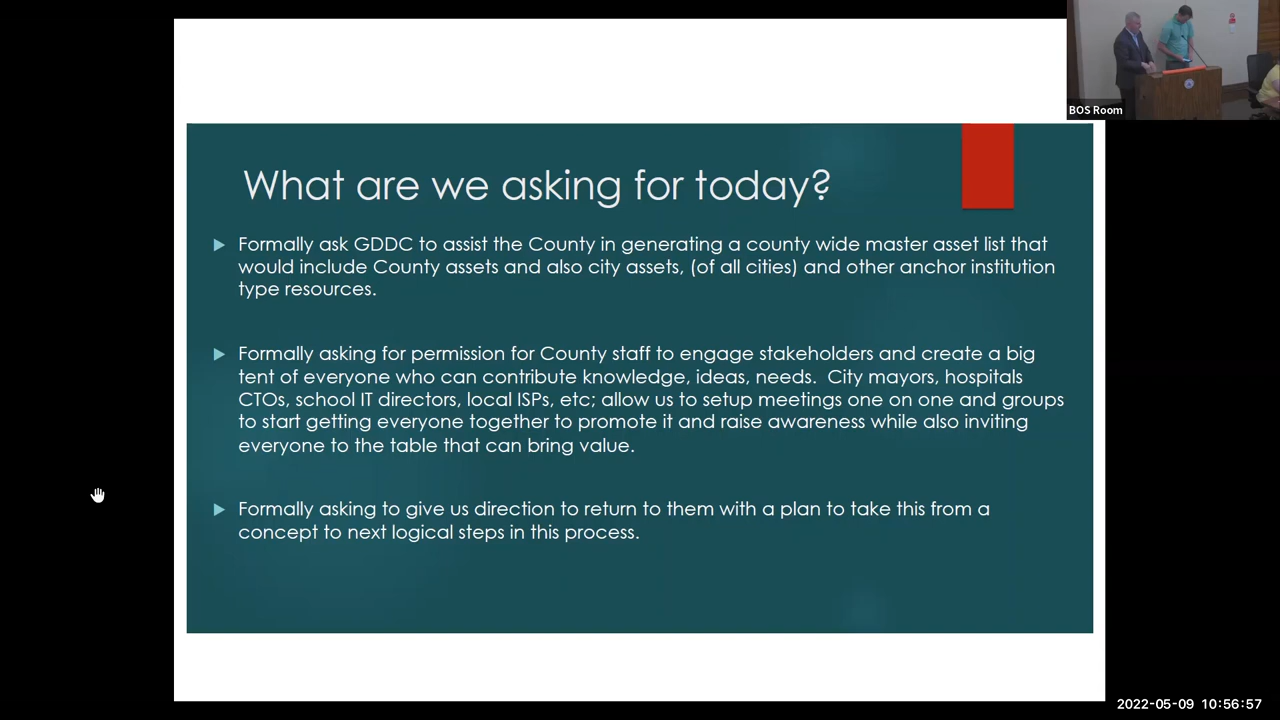 BOS Room
What are we asking for today?
Formally ask GDDC to assist the County in generating a county wide master asset list that
would include County assets and also city assets, (of all cities) and other anchor institution
type resources.
Formally asking for permission for County staff to engage stakeholders and create a big
tent of everyone who can contribute knowledge, ideas, needs.  City mayors, hospitals
CTOs, school IT directors, local ISPs, etc; allow us to setup meetings one on one and groups
to start getting everyone together to promote it and raise awareness while also inviting
everyone to the table that can bring value.
Formally asking to give us direction to return to them with a plan to take this from a
concept to next logical steps in this process.
2022-05-09 10:56:57